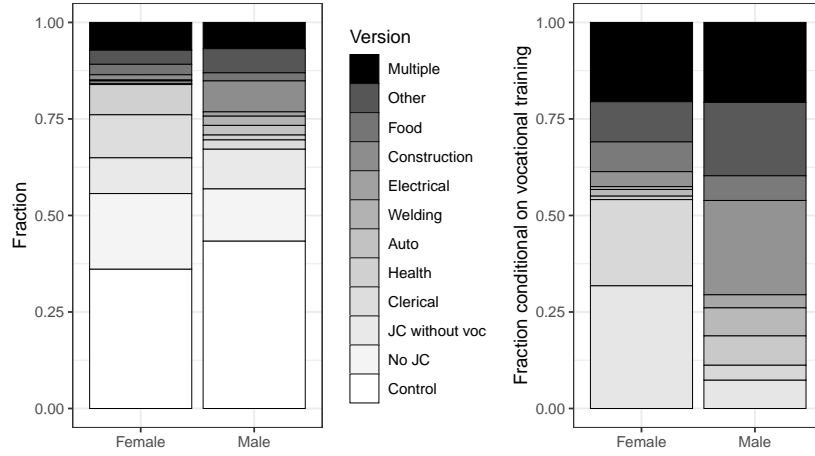 1.00
0.75
0.50
0.25
0.00
Fraction
Female Male
Version
Multiple
Other
Food
Construction
Electrical
Welding
Auto
Health
Clerical
JC without voc
No JC
Control
1.00
0.75
0.50
0.25
0.00
Fraction conditional on vocational training
Female Male